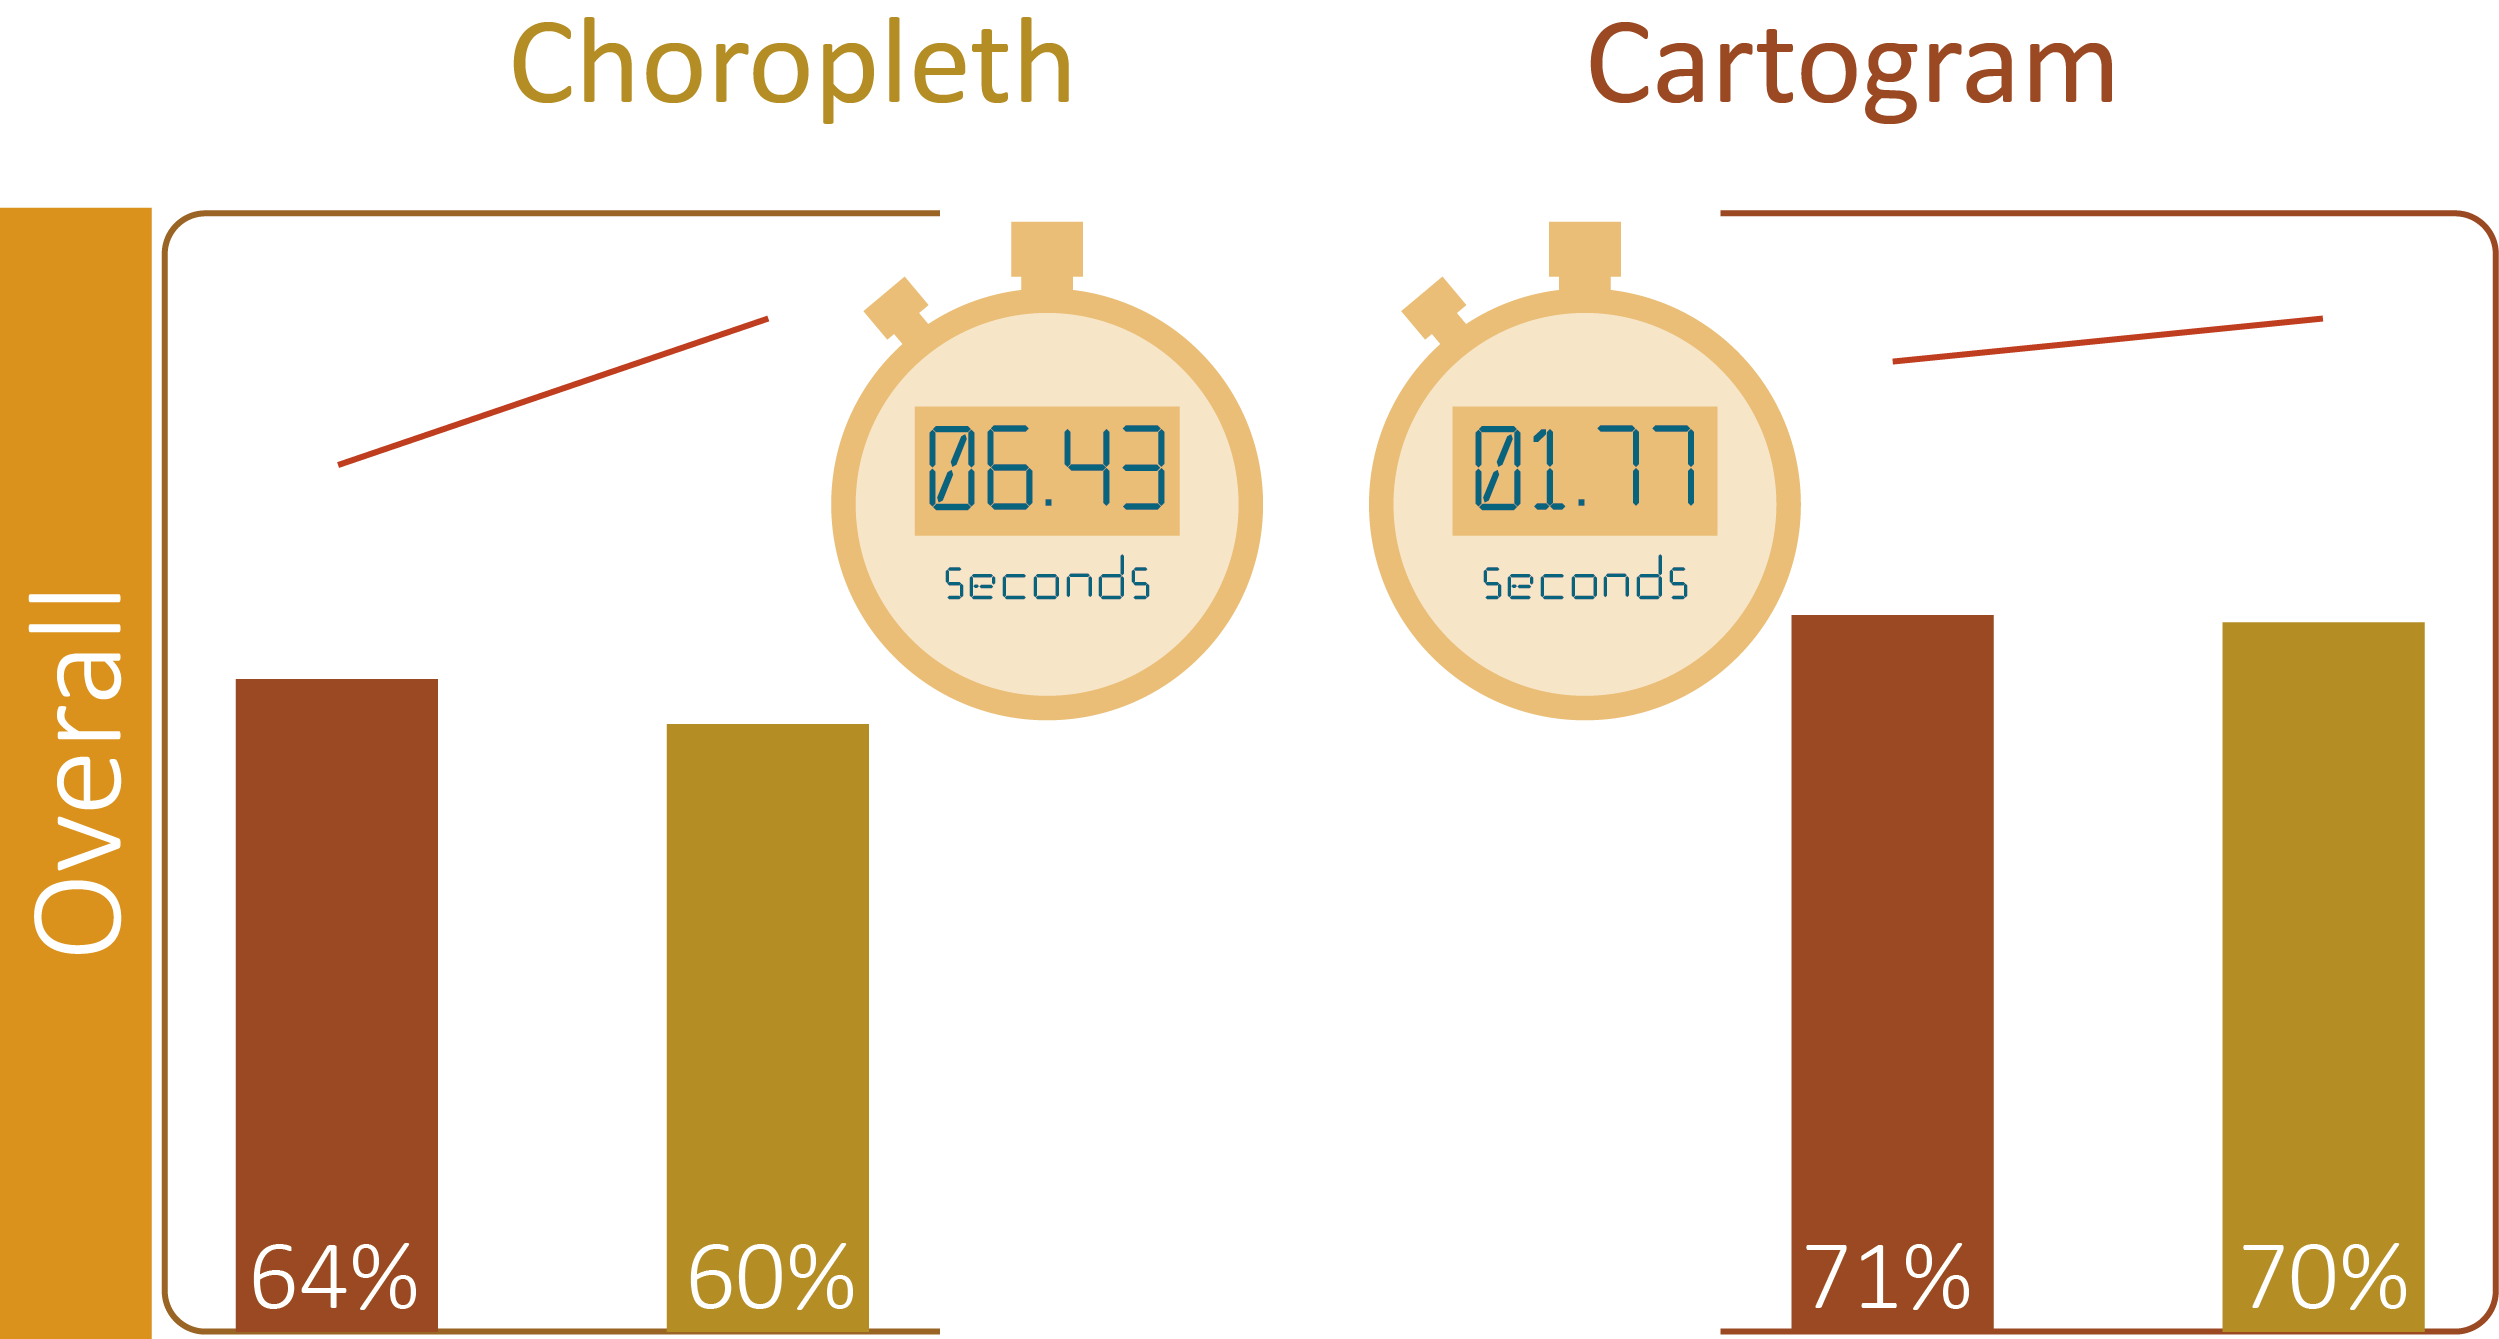 Choropleth
Cartogram
Overall
06.43
seconds
01.77
seconds
64%
60%
71%
70%